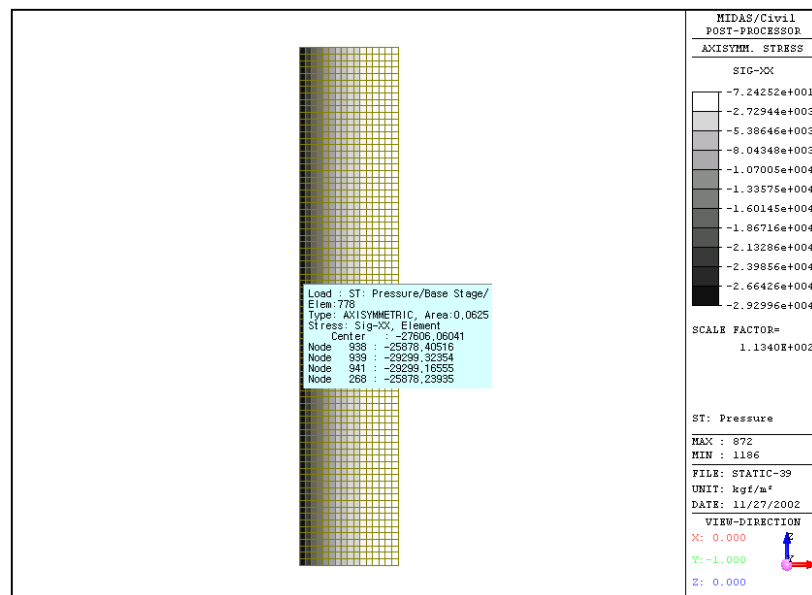 MIDAS/Civil
POST-PROCESSOR
AXISYMM. STRESS
SIG-XX
-7.24252e+001
-2.72944e+003
-5.38646e+003
-8.04348e+003
-1.07005e+004
-1.33575e+004
-1.60145e+004
-1.86716e+004
-2.13286e+004
-2.39856e+004
-2.66426e+004
-2.92996e+004
SCALE FACTOR=
1.1340E+002
ST: Pressure
MAX : 872
MIN : 1186
FILE: STATIC-39
UNIT: kgf/m²
DATE: 11/27/2002
VIEW-DIRECTION
X: 0.000
Y:-1.000
Z: 0.000
Z
Load : ST: Pressure/Base Stage/
Elem:778
Type: AXISYMMETRIC, Area:0,0625
Stress: Sig-XX, Element
Center : -27606,06041
Node 938 : -25878,40516
Node 939 : -29299,32354
Node 941 : -29299,16555
Node 268 : -25878,23935